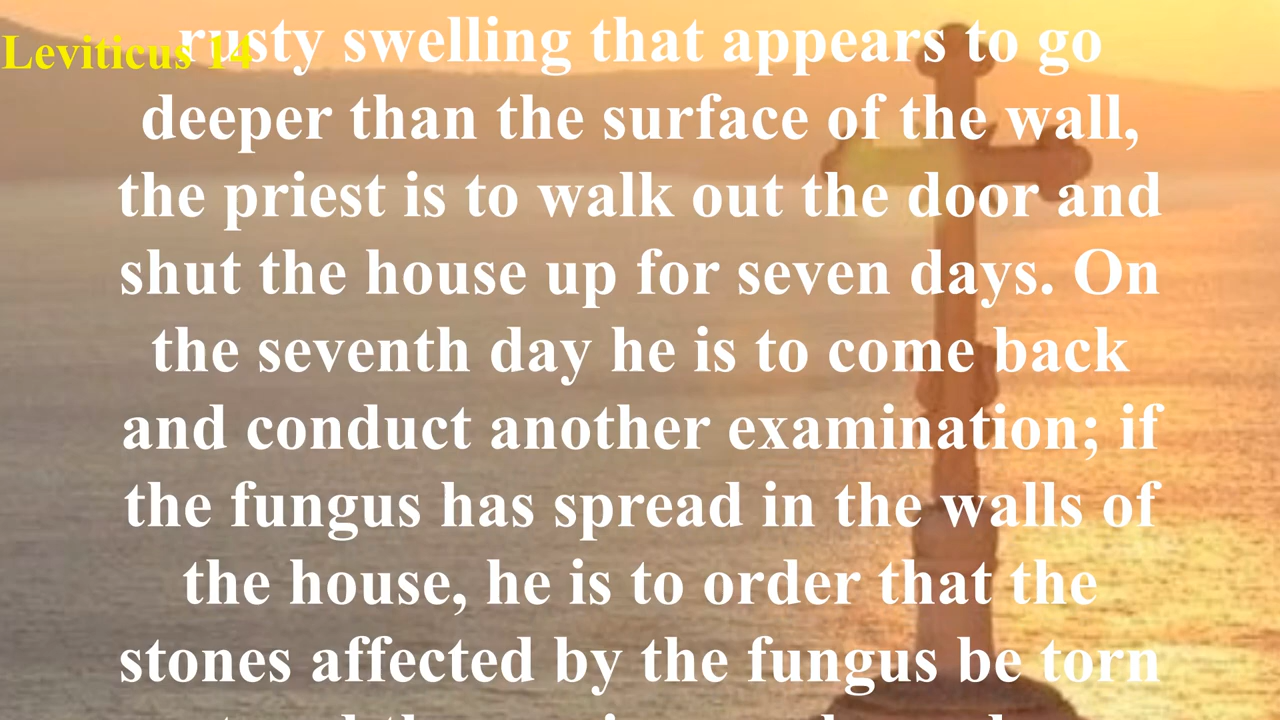 Leviticus 14
rusty swelling that appears to go
deeper than the surface of the wall,
the priest is to walk out the door and
shut the house up for seven days. On
the seventh day he is to come back
and conduct another examination; if
the fungus has spread in the walls of
the house, he is to order that the
stones affected by the fungus be torn